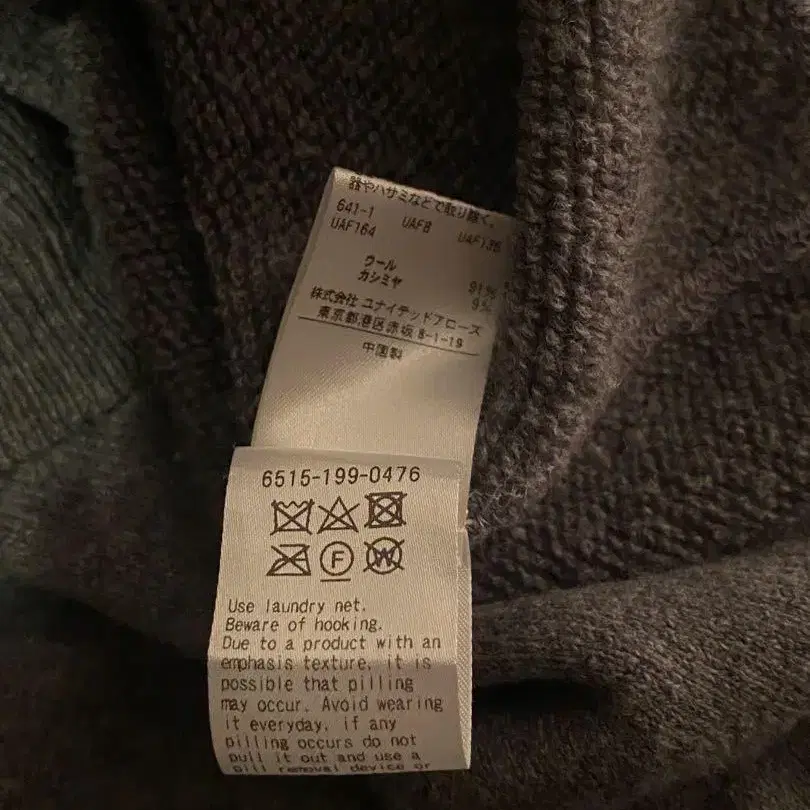 器やハサミなどで取り除く。
641-1 UAF8 UAF135
UAF164
ウール 91%
カシミヤ 9%
株式会社 ユナイテッドアローズ
東京都港区赤坂 8-1-19
中国製
6515-199-0476
F W
Use laundry net.
Beware of hooking.
Due to a product with an
emphasis texture, it is
possible that pilling
may occur. Avoid wearing
it everyday, if any
pilling occurs do not
pull it out and use a
pill removal device or